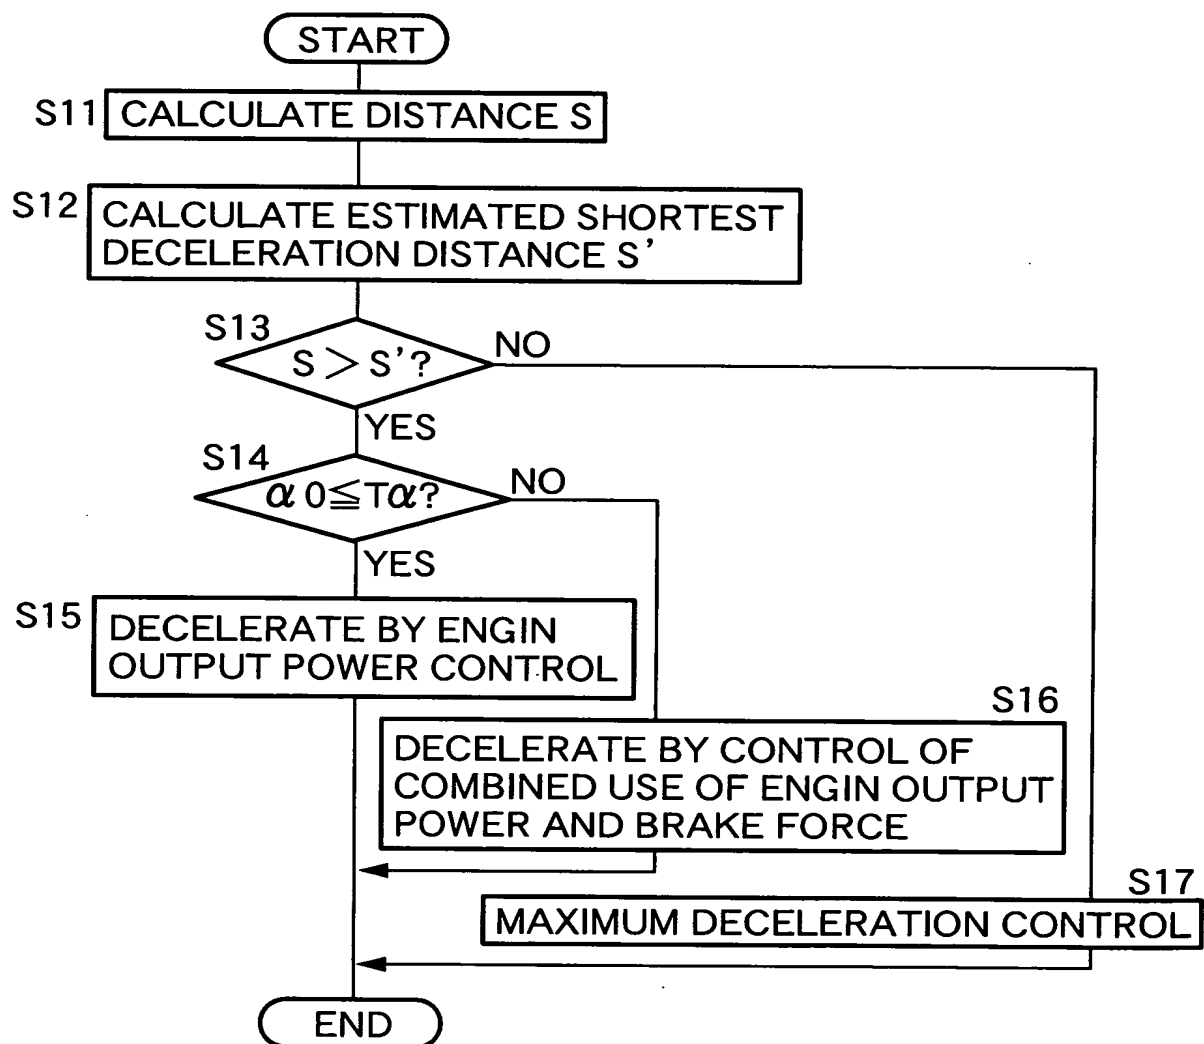 START
S11
CALCULATE DISTANCE S
S12
CALCULATE ESTIMATED SHORTEST
DECELERATION DISTANCE S'
S13
S > S'?
NO
YES
S14
α0≦Tα?
NO
YES
S15
DECELERATE BY ENGIN
OUTPUT POWER CONTROL
S16
DECELERATE BY CONTROL OF
COMBINED USE OF ENGIN OUTPUT
POWER AND BRAKE FORCE
S17
MAXIMUM DECELERATION CONTROL
END